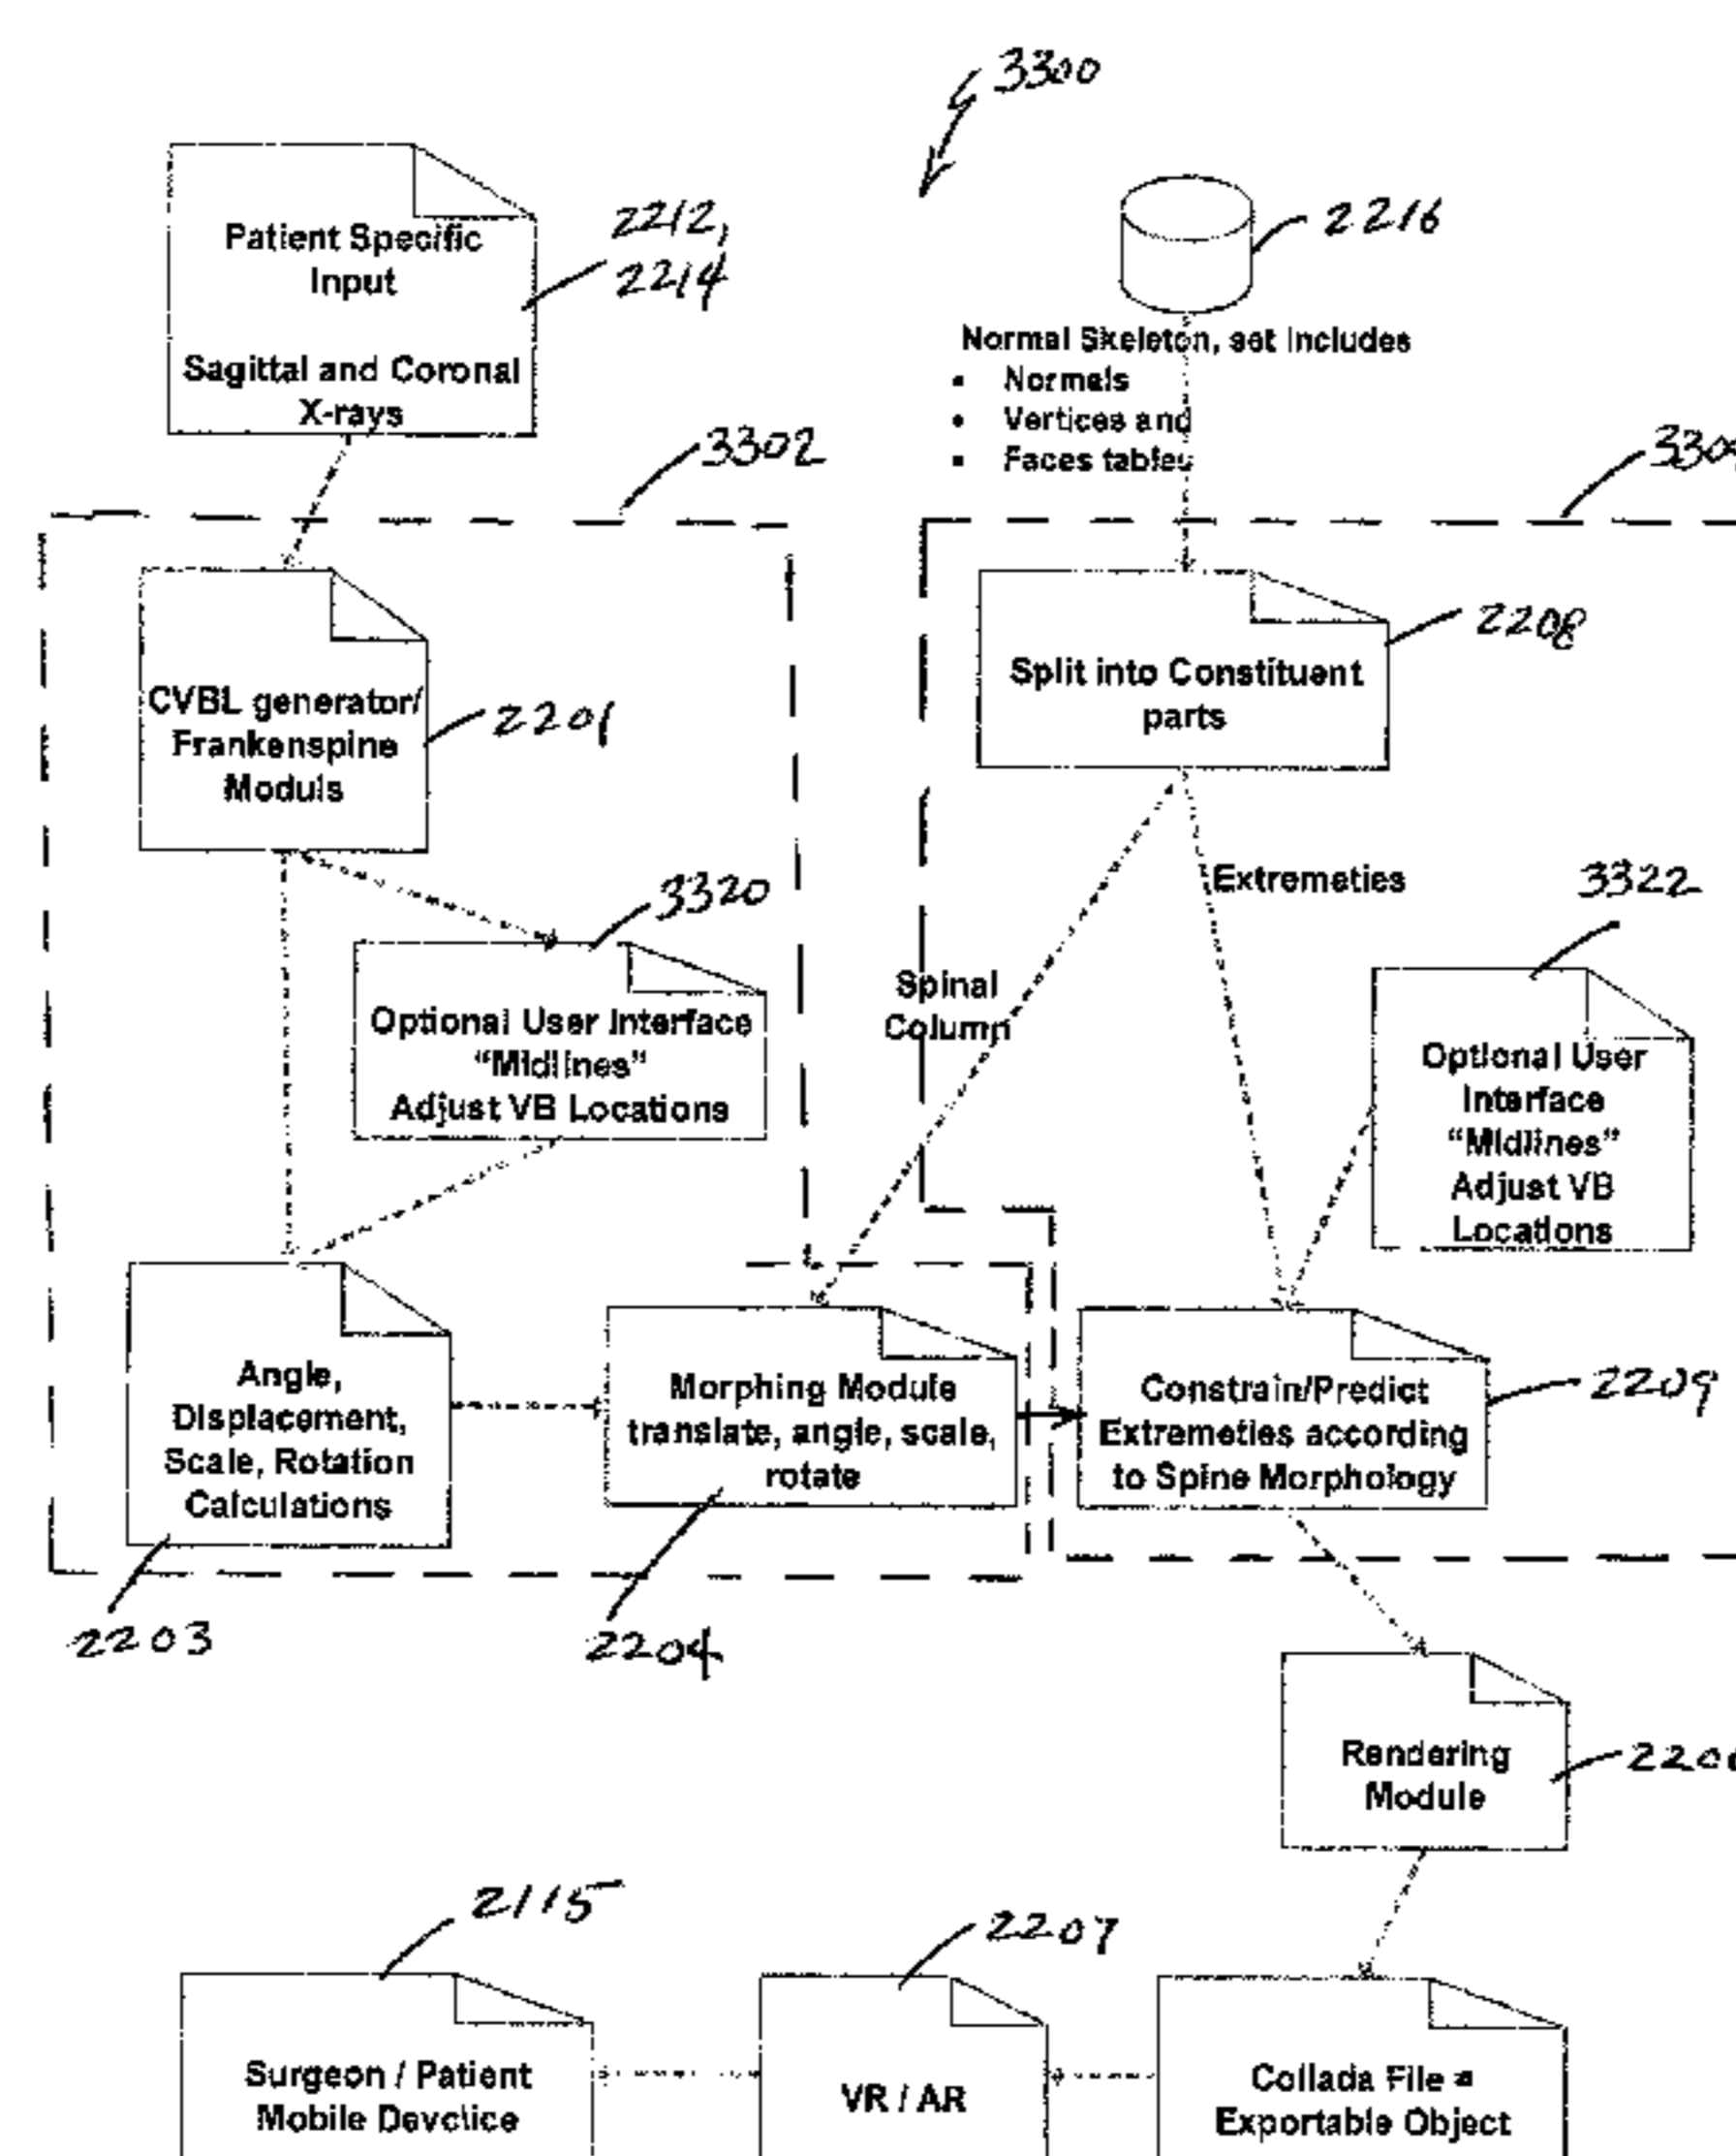 3300
Patient Specific
Input
Sagittal and Coronal
X-rays
2212,
2214
2216
Normal Skeleton, set includes
• Normals
• Vertices and
• Faces tables
3302
2208
Split into Constituent
parts
CVBL generator/
Frankenspine
Moduls
2201
3320
Extremeties
3322
Spinal
Column
Optional User Interface
“Midlines”
Adjust VB Locations
Optional User
Interface
“Midlines”
Adjust VB
Locations
Angle,
Displacement,
Scale, Rotation
Calculations
Morphing Module
translate, angle, scale,
rotate
Constrain/Predict
Extremeties according
to Spine Morphology
2209
2203
2204
Rendering
Module
2115
2207
Surgeon / Patient
Mobile Devctice
VR / AR
Collada File =
Exportable Object